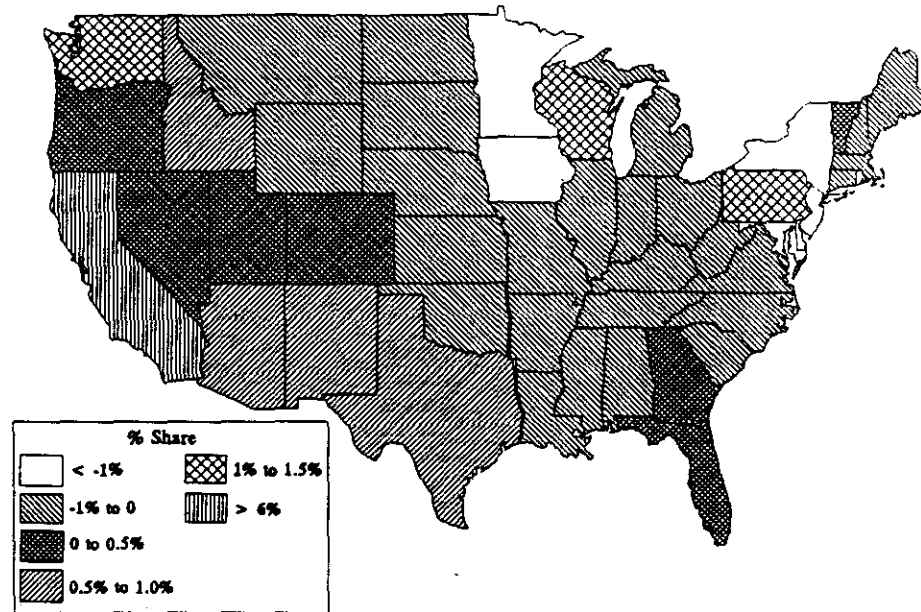 % Share
< -1%
1% to 1.5%
-1% to 0
> 6%
0 to 0.5%
0.5% to 1.0%